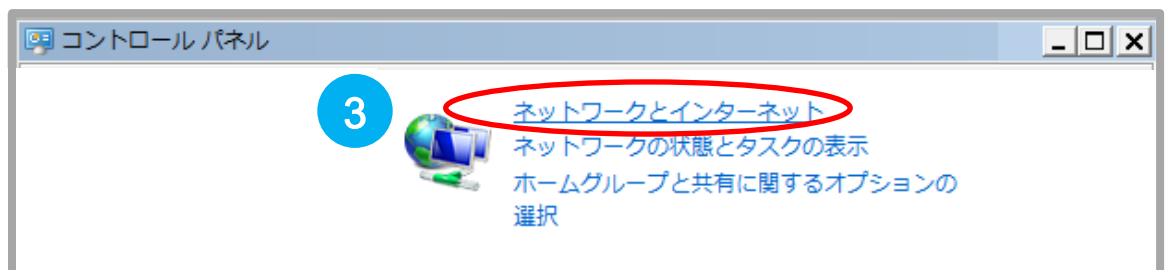 コントロール パネル
3
ネットワークとインターネット
ネットワークの状態とタスクの表示
ホームグループと共有に関するオプションの
選択